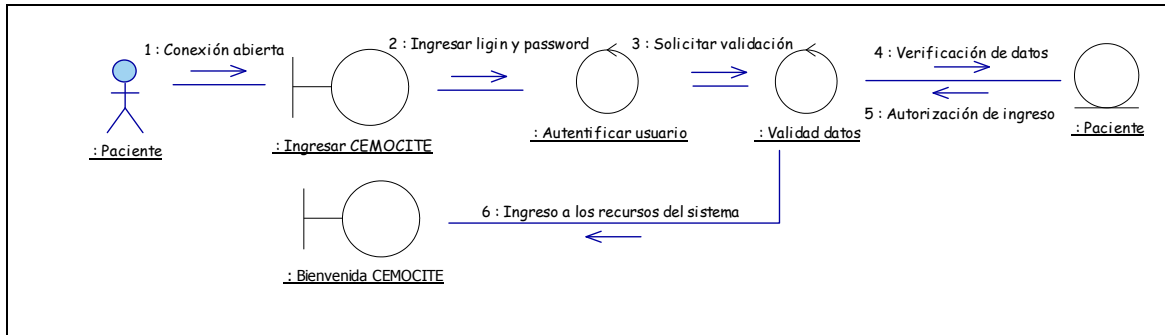 1 : Conexión abierta
2 : Ingresar ligin y password
3 : Solicitar validación
4 : Verificación de datos
5 : Autorización de ingreso
: Paciente
: Ingresar CEMOCITE
: Autentificar usuario
: Validad datos
: Paciente
6 : Ingreso a los recursos del sistema
: Bienvenida CEMOCITE